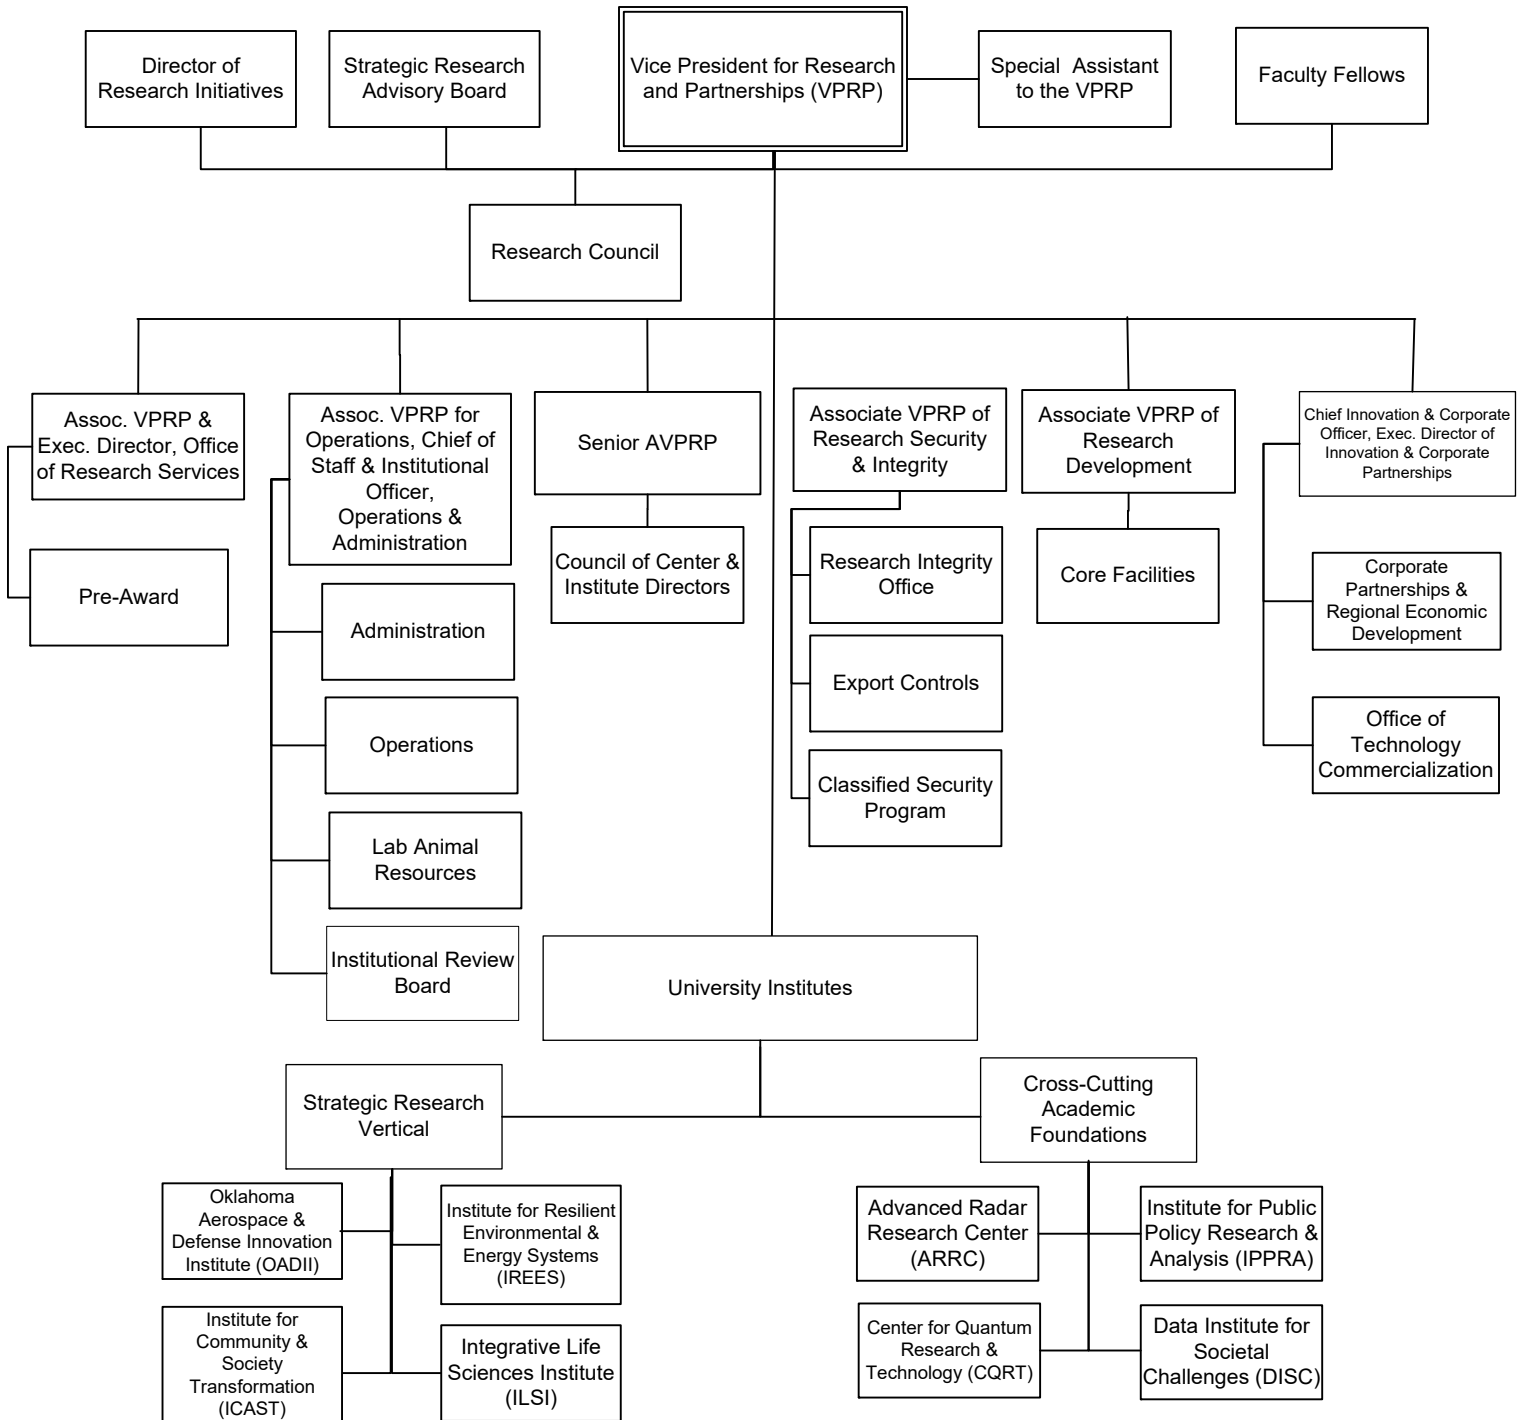 Director of
Research Initiatives
Strategic Research
Advisory Board
Vice President for Research
and Partnerships (VPRP)
Special Assistant
to the VPRP
Faculty Fellows
Research Council
Assoc. VPRP &
Exec. Director, Office
of Research Services
Assoc. VPRP for
Operations, Chief of
Staff & Institutional
Officer,
Operations &
Administration
Senior AVPRP
Associate VPRP of
Research Security
& Integrity
Associate VPRP of
Research
Development
Chief Innovation & Corporate
Officer, Exec. Director of
Innovation & Corporate
Partnerships
Pre-Award
Administration
Operations
Lab Animal
Resources
Institutional Review
Board
Council of Center &
Institute Directors
Research Integrity
Office
Export Controls
Classified Security
Program
Core Facilities
Corporate
Partnerships &
Regional Economic
Development
Office of
Technology
Commercialization
University Institutes
Strategic Research
Vertical
Cross-Cutting
Academic
Foundations
Oklahoma
Aerospace &
Defense Innovation
Institute (OADII)
Institute for Resilient
Environmental &
Energy Systems
(IREES)
Institute for
Community &
Society
Transformation
(ICAST)
Integrative Life
Sciences Institute
(ILSI)
Advanced Radar
Research Center
(ARRC)
Institute for Public
Policy Research &
Analysis (IPPRA)
Center for Quantum
Research &
Technology (CQRT)
Data Institute for
Societal
Challenges (DISC)